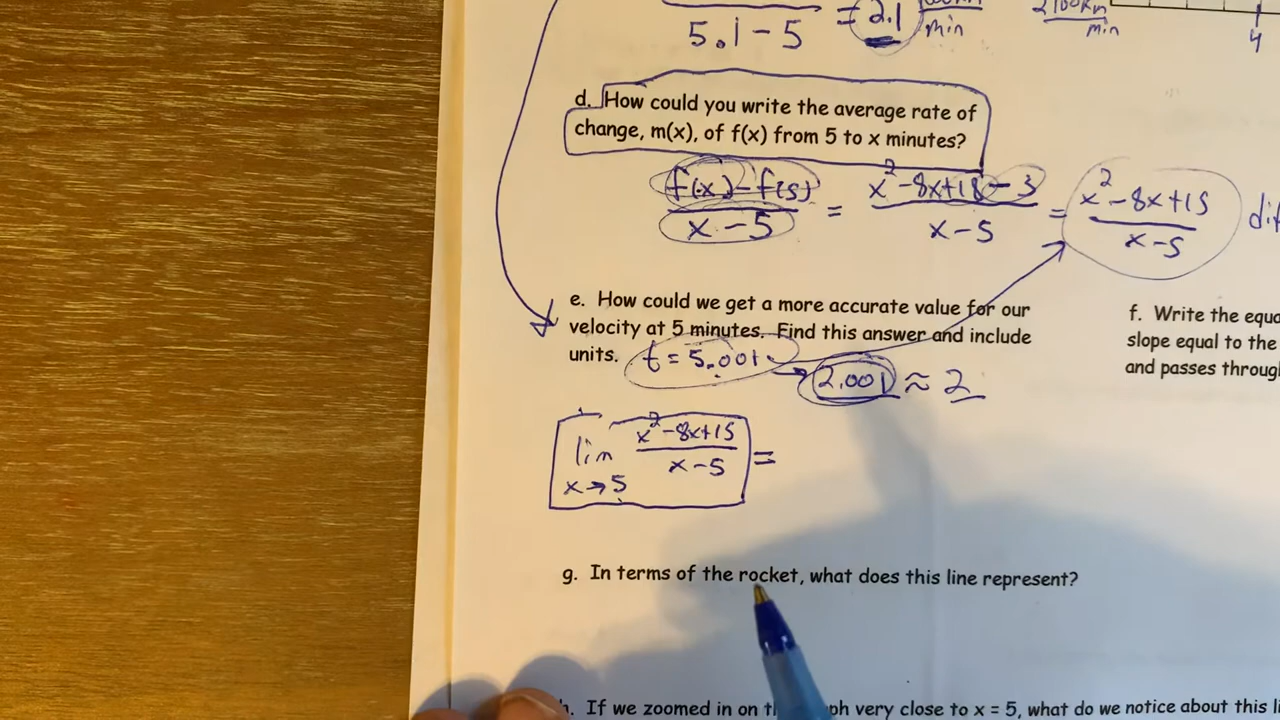 5.1-5 = 2.1 min
2100km
min
4
d. How could you write the average rate of
change, m(x), of f(x) from 5 to x minutes?
f(x)-f(5) / x-5 = x²-8x+18-3 / x-5 = x²-8x+15 / x-5
e. How could we get a more accurate value for our
velocity at 5 minutes. Find this answer and include
units. t = 5.001 → 2.001 ≈ 2
f. Write the equa
slope equal to the
and passes throug
lim x→5 x²-8x+15 / x-5 =
g. In terms of the rocket, what does this line represent?
h. If we zoomed in on t ph very close to x = 5, what do we notice about this l